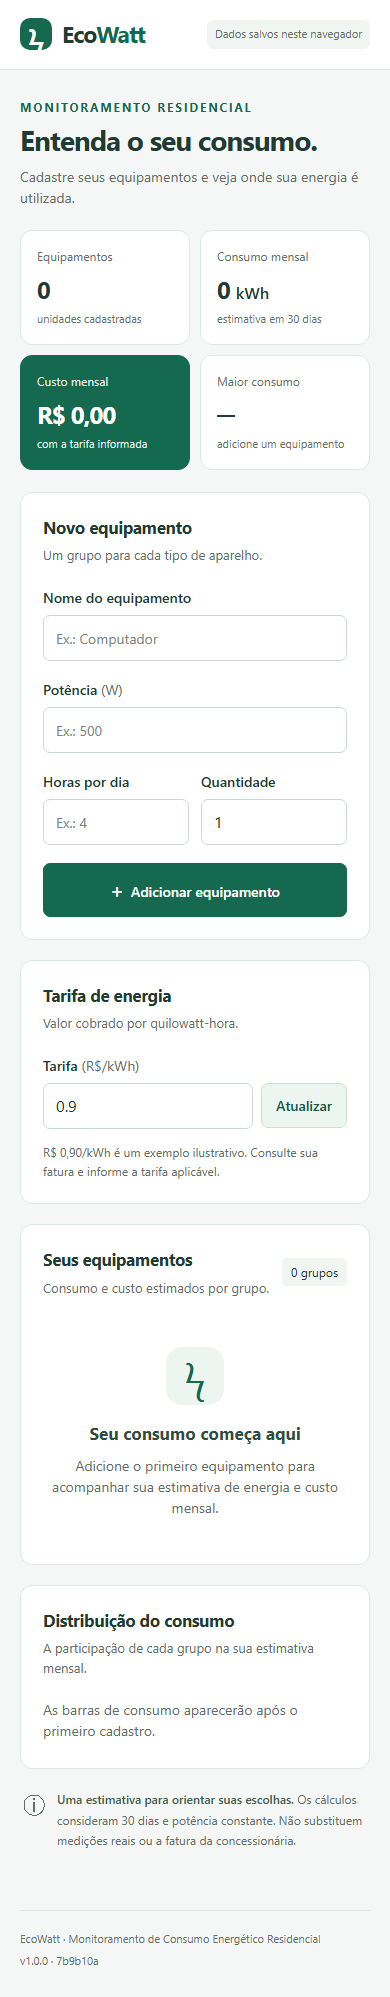 EcoWatt
Dados salvos neste navegador
MONITORAMENTO RESIDENCIAL
Entenda o seu consumo.
Cadastre seus equipamentos e veja onde sua energia é
utilizada.
Equipamentos
0
unidades cadastradas
Consumo mensal
0 kWh
estimativa em 30 dias
Custo mensal
R$ 0,00
com a tarifa informada
Maior consumo
—
adicione um equipamento
Novo equipamento
Um grupo para cada tipo de aparelho.
Nome do equipamento
Ex.: Computador
Potência (W)
Ex.: 500
Horas por dia
Quantidade
Ex.: 4
1
+ Adicionar equipamento
Tarifa de energia
Valor cobrado por quilowatt-hora.
Tarifa (R$/kWh)
0.9
Atualizar
R$ 0,90/kWh é um exemplo ilustrativo. Consulte sua
fatura e informe a tarifa aplicável.
Seus equipamentos
0 grupos
Consumo e custo estimados por grupo.
Seu consumo começa aqui
Adicione o primeiro equipamento para
acompanhar sua estimativa de energia e custo
mensal.
Distribuição do consumo
A participação de cada grupo na sua estimativa
mensal.
As barras de consumo aparecerão após o
primeiro cadastro.
Uma estimativa para orientar suas escolhas. Os cálculos
consideram 30 dias e potência constante. Não substituem
medições reais ou a fatura da concessionária.
EcoWatt · Monitoramento de Consumo Energético Residencial
v1.0.0 · 7b9b10a